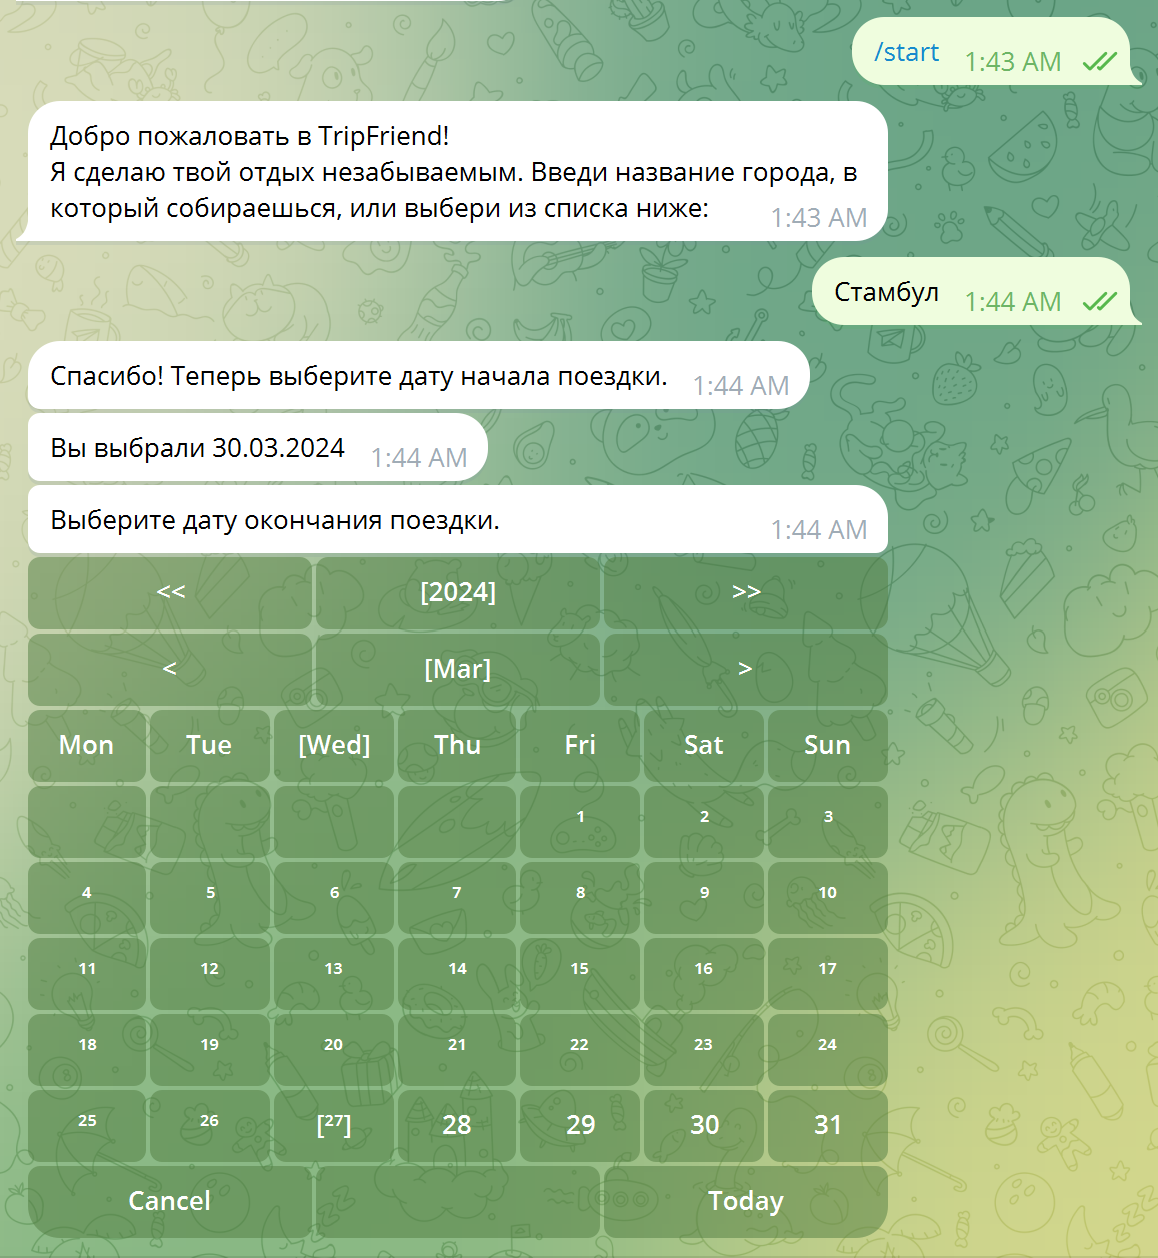 /start 1:43 AM
Добро пожаловать в TripFriend!
Я сделаю твой отдых незабываемым. Введи название города, в
который собираешься, или выбери из списка ниже: 1:43 AM
Стамбул 1:44 AM
Спасибо! Теперь выберите дату начала поездки. 1:44 AM
Вы выбрали 30.03.2024 1:44 AM
Выберите дату окончания поездки. 1:44 AM
<< [2024] >>
< [Mar] >
Mon Tue [Wed] Thu Fri Sat Sun
1 2 3
4 5 6 7 8 9 10
11 12 13 14 15 16 17
18 19 20 21 22 23 24
25 26 [27] 28 29 30 31
Cancel Today